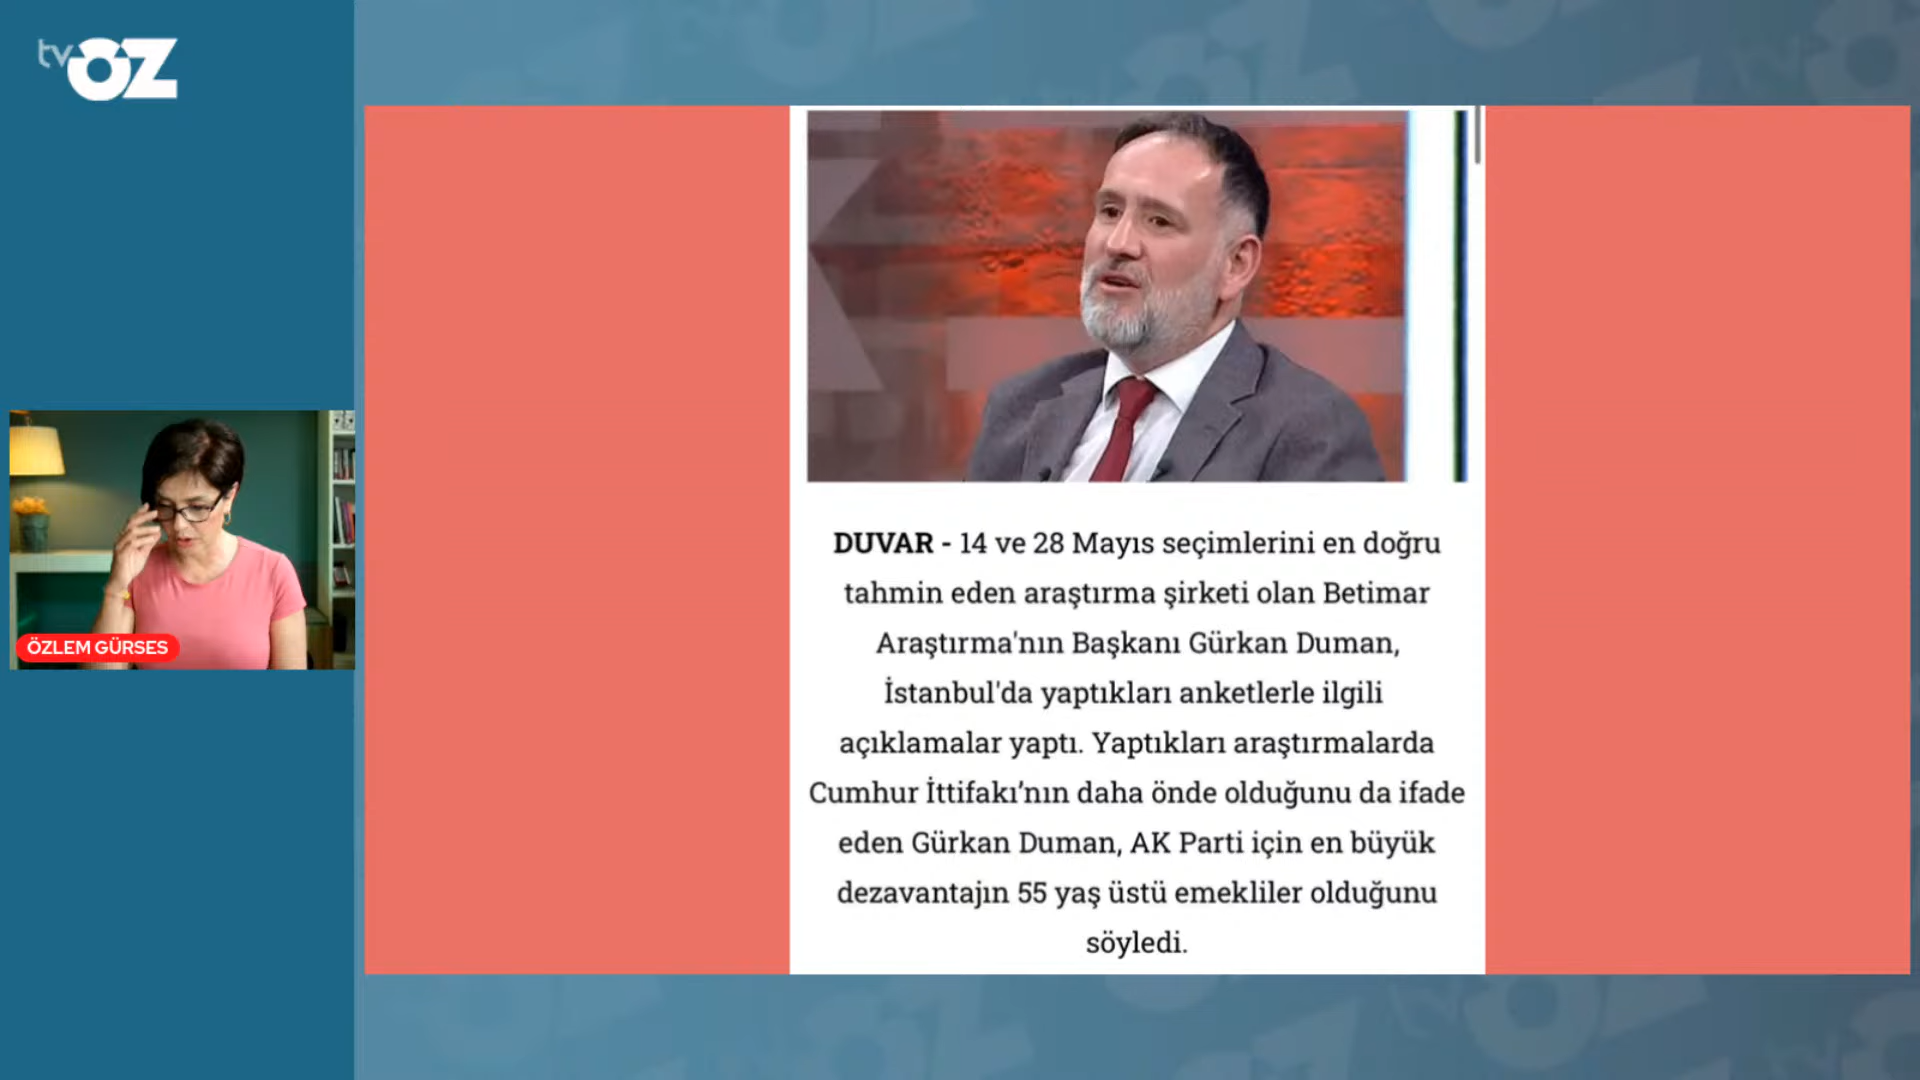 tvÖZ
DUVAR - 14 ve 28 Mayıs seçimlerini en doğru
tahmin eden araştırma şirketi olan Betimar
Araştırma'nın Başkanı Gürkan Duman,
İstanbul'da yaptıkları anketlerle ilgili
açıklamalar yaptı. Yaptıkları araştırmalarda
Cumhur İttifakı’nın daha önde olduğunu da ifade
eden Gürkan Duman, AK Parti için en büyük
dezavantajın 55 yaş üstü emekliler olduğunu
söyledi.
ÖZLEM GÜRSES